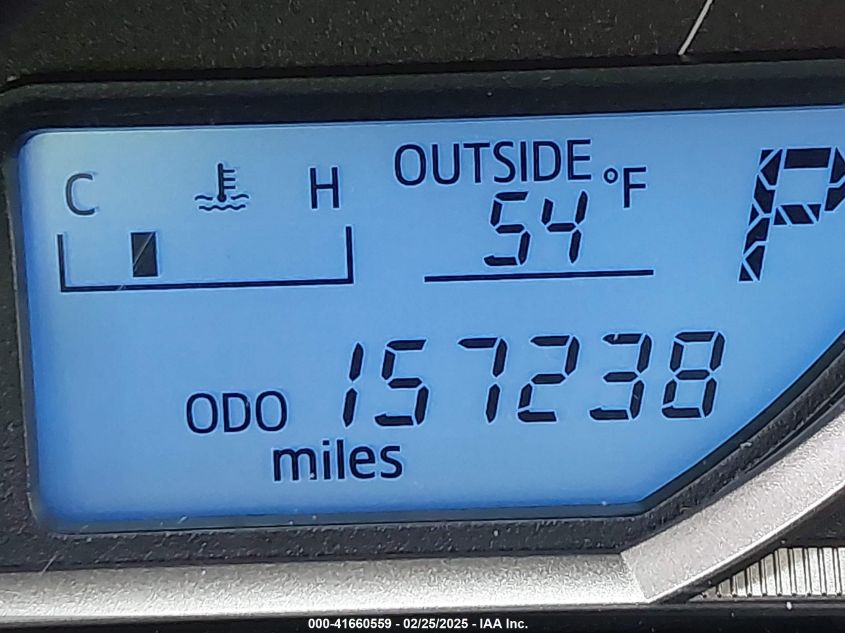 C H
OUTSIDE °F
54
P
ODO 157238
miles
000-41660559 - 02/25/2025 - IAA Inc.